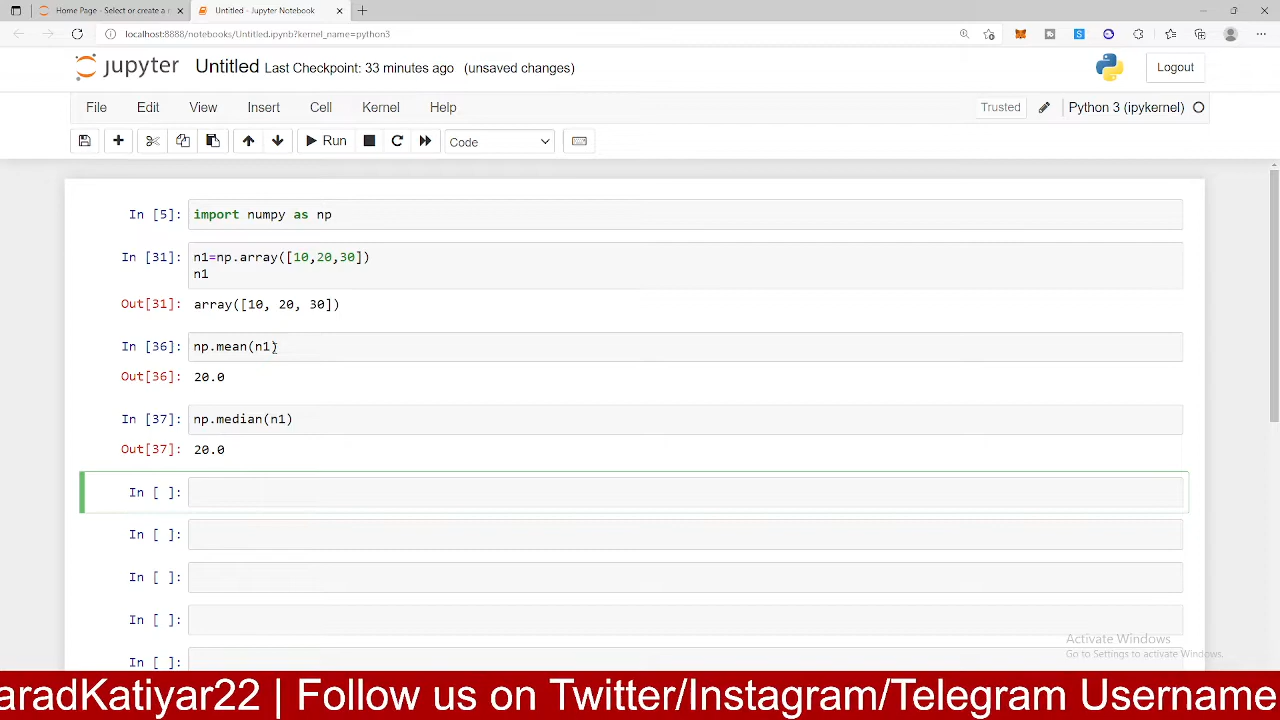 Home Page - Select or create a n
Untitled - Jupyter Notebook
localhost:8888/notebooks/Untitled.ipynb?kernel_name=python3
jupyter Untitled Last Checkpoint: 33 minutes ago (unsaved changes)
Logout
File Edit View Insert Cell Kernel Help
Trusted
Python 3 (ipykernel)
Run
Code
In [5]: import numpy as np
In [31]: n1=np.array([10,20,30])
n1
Out[31]: array([10, 20, 30])
In [36]: np.mean(n1)
Out[36]: 20.0
In [37]: np.median(n1)
Out[37]: 20.0
In [ ]:
In [ ]:
In [ ]:
In [ ]:
In [ ]:
Activate Windows
Go to Settings to activate Windows.
aradKatiyar22 | Follow us on Twitter/Instagram/Telegram Username